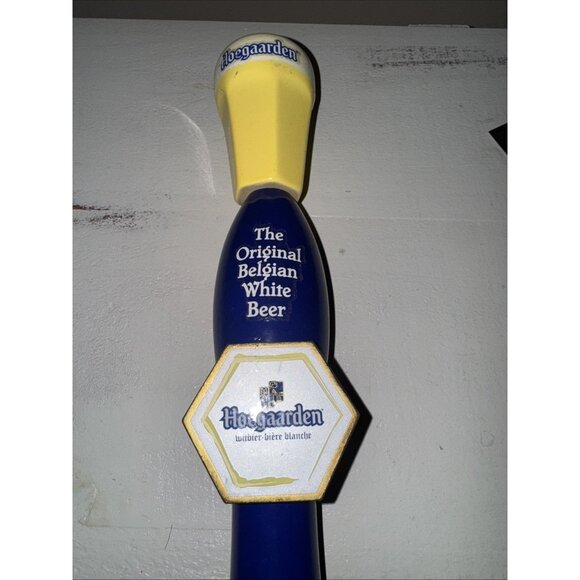 Hoegaarden
The
Original
Belgian
White
Beer
Hoegaarden
witbier-bière blanche